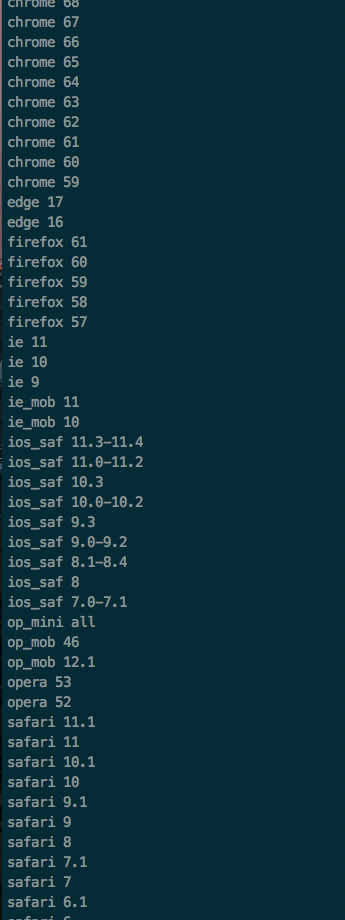 chrome 68
chrome 67
chrome 66
chrome 65
chrome 64
chrome 63
chrome 62
chrome 61
chrome 60
chrome 59
edge 17
edge 16
firefox 61
firefox 60
firefox 59
firefox 58
firefox 57
ie 11
ie 10
ie 9
ie_mob 11
ie_mob 10
ios_saf 11.3-11.4
ios_saf 11.0-11.2
ios_saf 10.3
ios_saf 10.0-10.2
ios_saf 9.3
ios_saf 9.0-9.2
ios_saf 8.1-8.4
ios_saf 8
ios_saf 7.0-7.1
op_mini all
op_mob 46
op_mob 12.1
opera 53
opera 52
safari 11.1
safari 11
safari 10.1
safari 10
safari 9.1
safari 9
safari 8
safari 7.1
safari 7
safari 6.1